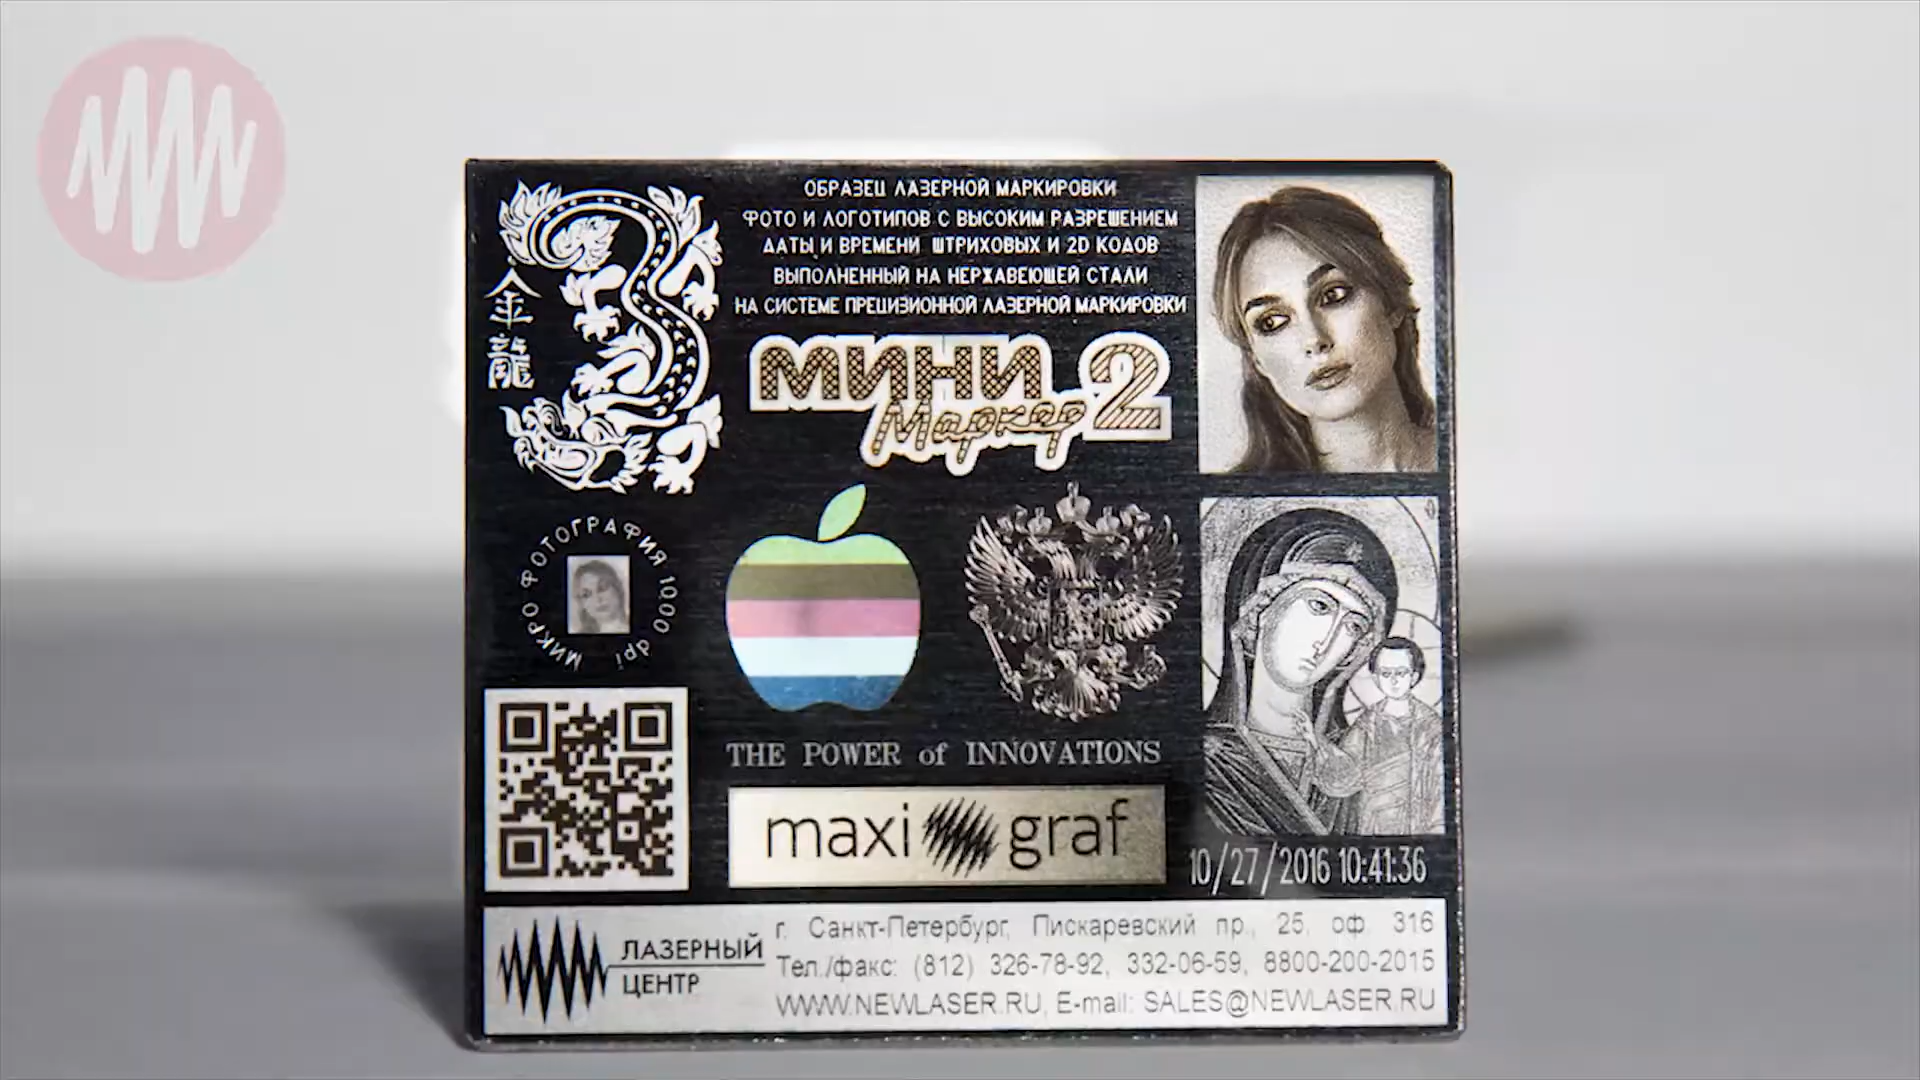 ОБРАЗЕЦ ЛАЗЕРНОЙ МАРКИРОВКИ
ФОТО И ЛОГОТИПОВ С ВЫСОКИМ РАЗРЕШЕНИЕМ
ДАТЫ И ВРЕМЕНИ ШТРИХОВЫХ И 2D КОДОВ
ВЫПОЛНЕННЫЙ НА НЕРЖАВЕЮЩЕЙ СТАЛИ
НА СИСТЕМЕ ПРЕЦИЗИОННОЙ ЛАЗЕРНОЙ МАРКИРОВКИ
金龍
МИНИ
Маркер 2
МИКРО ФОТОГРАФИЯ 1000 dpi
THE POWER of INNOVATIONS
maxi graf
10/27/2016 10:41:36
ЛАЗЕРНЫЙ
ЦЕНТР
г. Санкт-Петербург, Пискаревский пр., 25, оф. 316
Тел./факс: (812) 326-78-92, 332-06-59, 8800-200-2015
WWW.NEWLASER.RU, E-mail: SALES@NEWLASER.RU